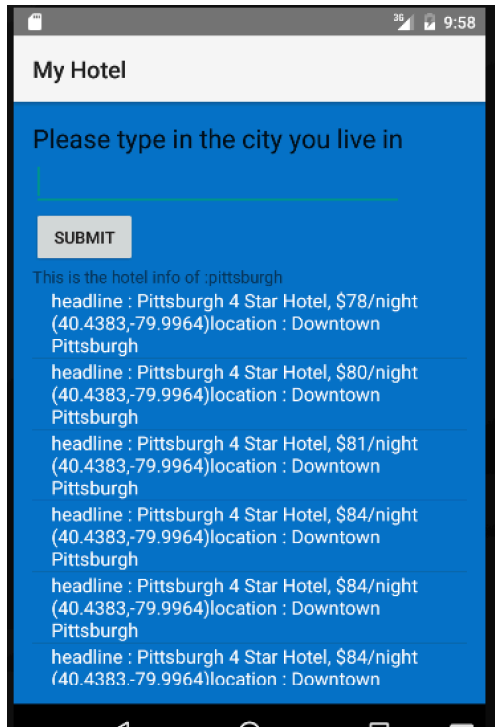 3G 9:58
My Hotel
Please type in the city you live in
SUBMIT
This is the hotel info of :pittsburgh
headline : Pittsburgh 4 Star Hotel, $78/night
(40.4383,-79.9964)location : Downtown
Pittsburgh
headline : Pittsburgh 4 Star Hotel, $80/night
(40.4383,-79.9964)location : Downtown
Pittsburgh
headline : Pittsburgh 4 Star Hotel, $81/night
(40.4383,-79.9964)location : Downtown
Pittsburgh
headline : Pittsburgh 4 Star Hotel, $84/night
(40.4383,-79.9964)location : Downtown
Pittsburgh
headline : Pittsburgh 4 Star Hotel, $84/night
(40.4383,-79.9964)location : Downtown
Pittsburgh
headline : Pittsburgh 4 Star Hotel, $84/night
(40.4383,-79.9964)location : Downtown